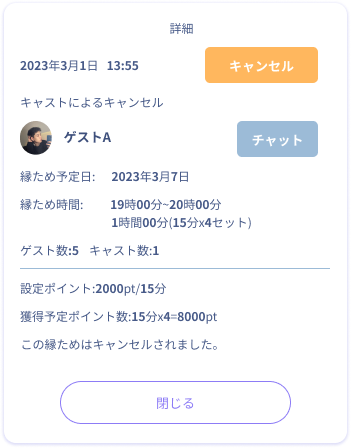 詳細
2023年3月1日 13:55
キャンセル
キャストによるキャンセル
ゲストA
チャット
縁ため予定日: 2023年3月7日
縁ため時間: 19時00分~20時00分
1時間00分(15分x4セット)
ゲスト数:5 キャスト数:1
設定ポイント:2000pt/15分
獲得予定ポイント数:15分x4=8000pt
この縁ためはキャンセルされました。
閉じる